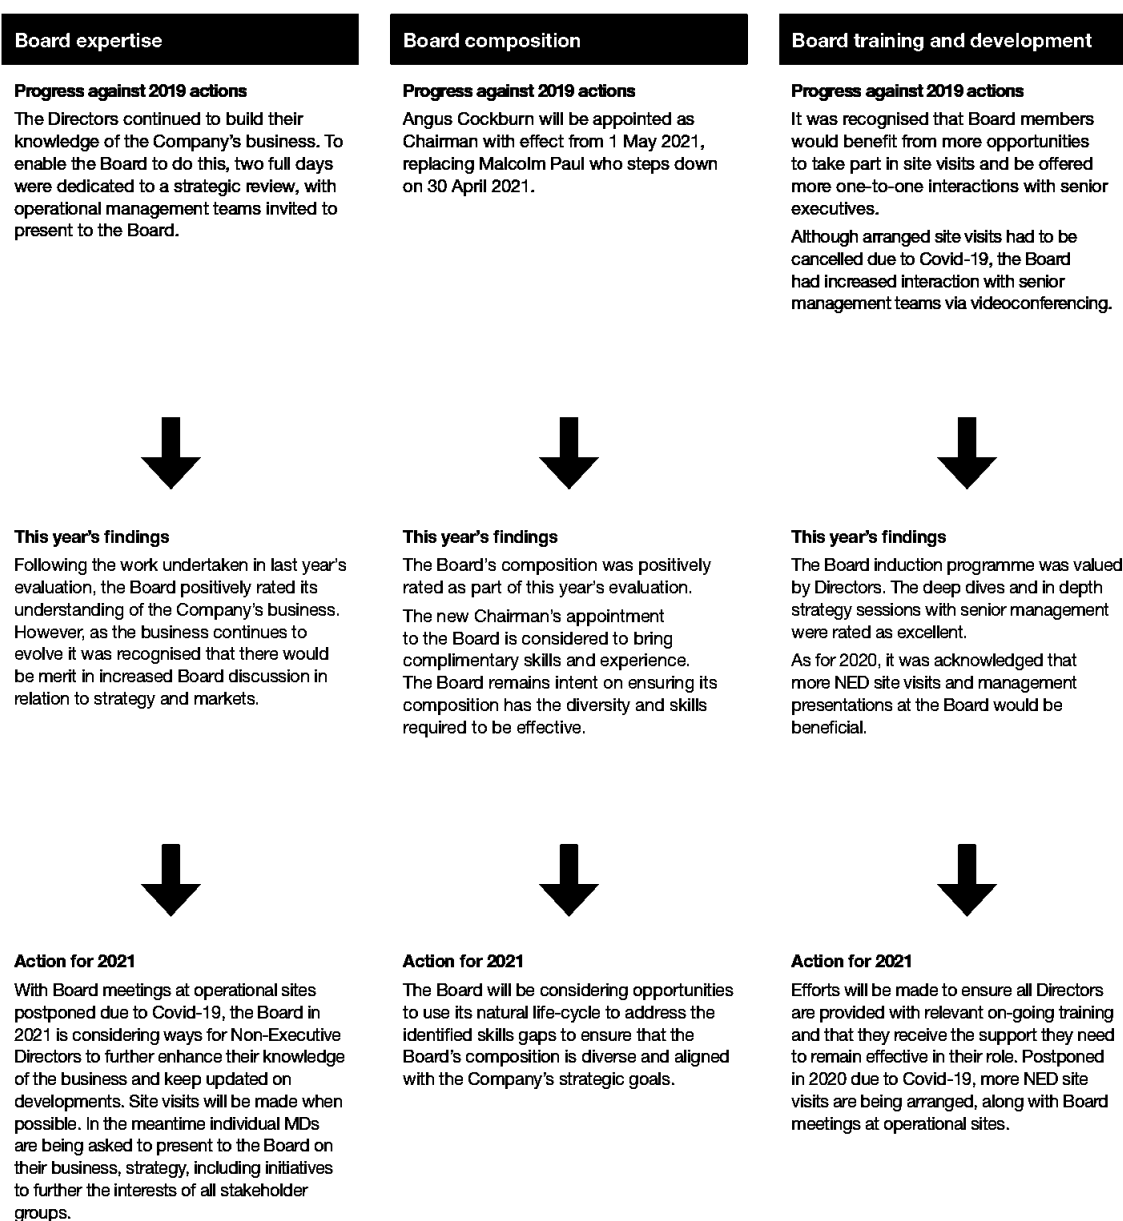 Board expertise
Progress against 2019 actions
The Directors continued to build their
knowledge of the Company's business. To
enable the Board to do this, two full days
were dedicated to a strategic review, with
operational management teams invited to
present to the Board.
This year's findings
Following the work undertaken in last year's
evaluation, the Board positively rated its
understanding of the Company's business.
However, as the business continues to
evolve it was recognised that there would
be merit in increased Board discussion in
relation to strategy and markets.
Action for 2021
With Board meetings at operational sites
postponed due to Covid-19, the Board in
2021 is considering ways for Non-Executive
Directors to further enhance their knowledge
of the business and keep updated on
developments. Site visits will be made when
possible. In the meantime individual MDs
are being asked to present to the Board on
their business, strategy, including initiatives
to further the interests of all stakeholder
groups.
Board composition
Progress against 2019 actions
Angus Cockburn will be appointed as
Chairman with effect from 1 May 2021,
replacing Malcolm Paul who steps down
on 30 April 2021.
This year's findings
The Board's composition was positively
rated as part of this year's evaluation.
The new Chairman's appointment
to the Board is considered to bring
complimentary skills and experience.
The Board remains intent on ensuring its
composition has the diversity and skills
required to be effective.
Action for 2021
The Board will be considering opportunities
to use its natural life-cycle to address the
identified skills gaps to ensure that the
Board's composition is diverse and aligned
with the Company's strategic goals.
Board training and development
Progress against 2019 actions
It was recognised that Board members
would benefit from more opportunities
to take part in site visits and be offered
more one-to-one interactions with senior
executives.
Although arranged site visits had to be
cancelled due to Covid-19, the Board
had increased interaction with senior
management teams via videoconferencing.
This year's findings
The Board induction programme was valued
by Directors. The deep dives and in depth
strategy sessions with senior management
were rated as excellent.
As for 2020, it was acknowledged that
more NED site visits and management
presentations at the Board would be
beneficial.
Action for 2021
Efforts will be made to ensure all Directors
are provided with relevant on-going training
and that they receive the support they need
to remain effective in their role. Postponed
in 2020 due to Covid-19, more NED site
visits are being arranged, along with Board
meetings at operational sites.